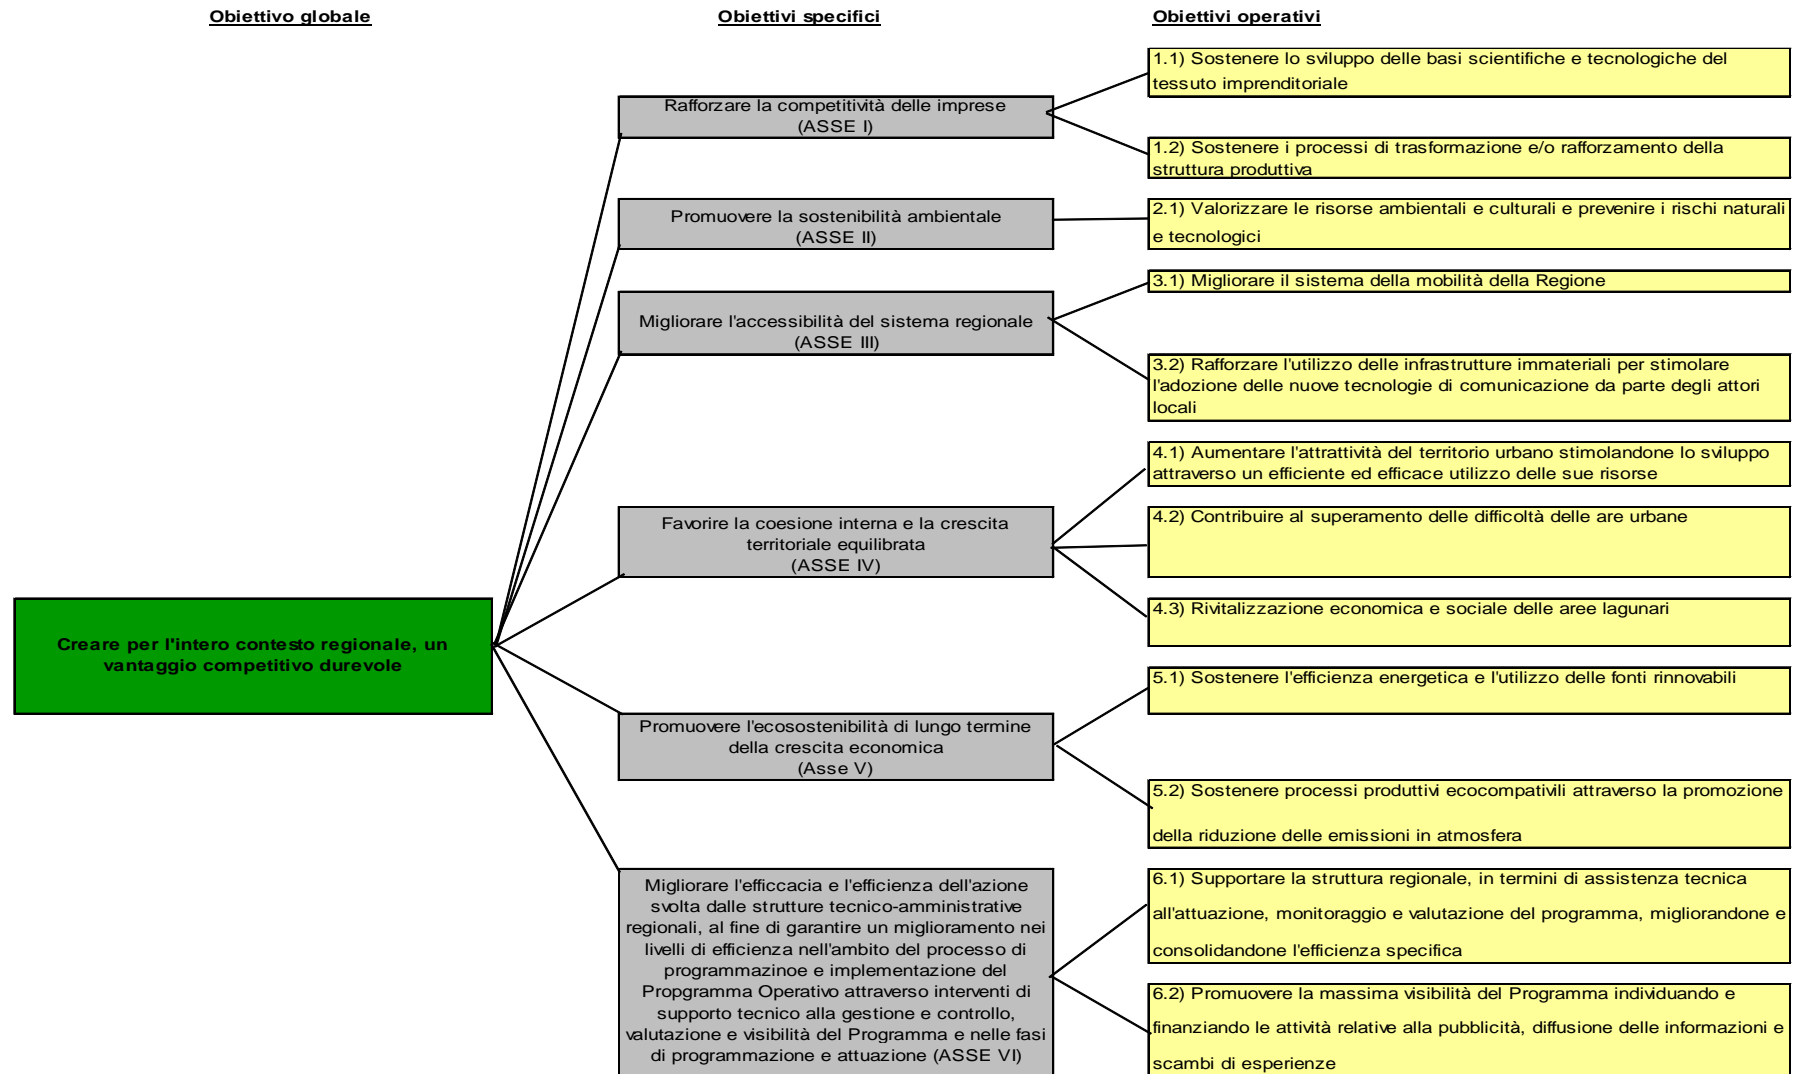 Obiettivo globale
Obiettivi specifici
Obiettivi operativi
Creare per l'intero contesto regionale, un
vantaggio competitivo durevole
Rafforzare la competitività delle imprese
(ASSE I)
1.1) Sostenere lo sviluppo delle basi scientifiche e tecnologiche del
tessuto imprenditoriale
1.2) Sostenere i processi di trasformazione e/o rafforzamento della
struttura produttiva
Promuovere la sostenibilità ambientale
(ASSE II)
2.1) Valorizzare le risorse ambientali e culturali e prevenire i rischi naturali
e tecnologici
Migliorare l'accessibilità del sistema regionale
(ASSE III)
3.1) Migliorare il sistema della mobilità della Regione
3.2) Rafforzare l'utilizzo delle infrastrutture immateriali per stimolare
l'adozione delle nuove tecnologie di comunicazione da parte degli attori
locali
Favorire la coesione interna e la crescita
territoriale equilibrata
(ASSE IV)
4.1) Aumentare l'attrattività del territorio urbano stimolandone lo sviluppo
attraverso un efficiente ed efficace utilizzo delle sue risorse
4.2) Contribuire al superamento delle difficoltà delle are urbane
4.3) Rivitalizzazione economica e sociale delle aree lagunari
Promuovere l'ecosostenibilità di lungo termine
della crescita economica
(Asse V)
5.1) Sostenere l'efficienza energetica e l'utilizzo delle fonti rinnovabili
5.2) Sostenere processi produttivi ecocompativili attraverso la promozione
della riduzione delle emissioni in atmosfera
Migliorare l'efficcacia e l'efficienza dell'azione
svolta dalle strutture tecnico-amministrative
regionali, al fine di garantire un miglioramento nei
livelli di efficienza nell'ambito del processo di
programmazinoe e implementazione del
Propgramma Operativo attraverso interventi di
supporto tecnico alla gestione e controllo,
valutazione e visibilità del Programma e nelle fasi
di programmazione e attuazione (ASSE VI)
6.1) Supportare la struttura regionale, in termini di assistenza tecnica
all'attuazione, monitoraggio e valutazione del programma, migliorandone e
consolidandone l'efficienza specifica
6.2) Promuovere la massima visibilità del Programma individuando e
finanziando le attività relative alla pubblicità, diffusione delle informazioni e
scambi di esperienze